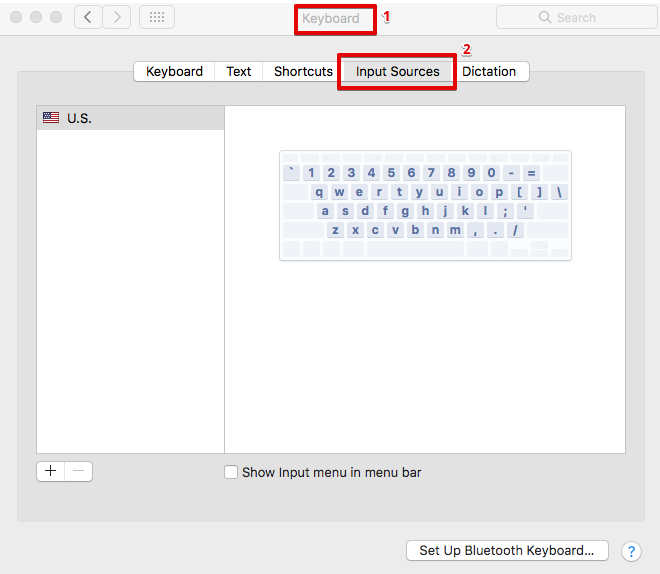 Keyboard 1
Search
2
Keyboard Text Shortcuts Input Sources Dictation
U.S.
` 1 2 3 4 5 6 7 8 9 0 - =
q w e r t y u i o p [ ] \
a s d f g h j k l ; '
z x c v b n m , . /
+ −
Show Input menu in menu bar
Set Up Bluetooth Keyboard... ?